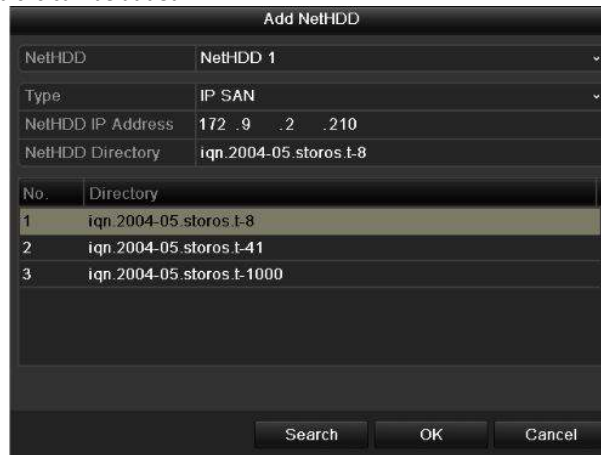 Add NetHDD
NetHDD NetHDD 1
Type IP SAN
NetHDD IP Address 172 .9 .2 .210
NetHDD Directory iqn.2004-05.storos.t-8
No. Directory
1 iqn.2004-05.storos.t-8
2 iqn.2004-05.storos.t-41
3 iqn.2004-05.storos.t-1000
Search OK Cancel